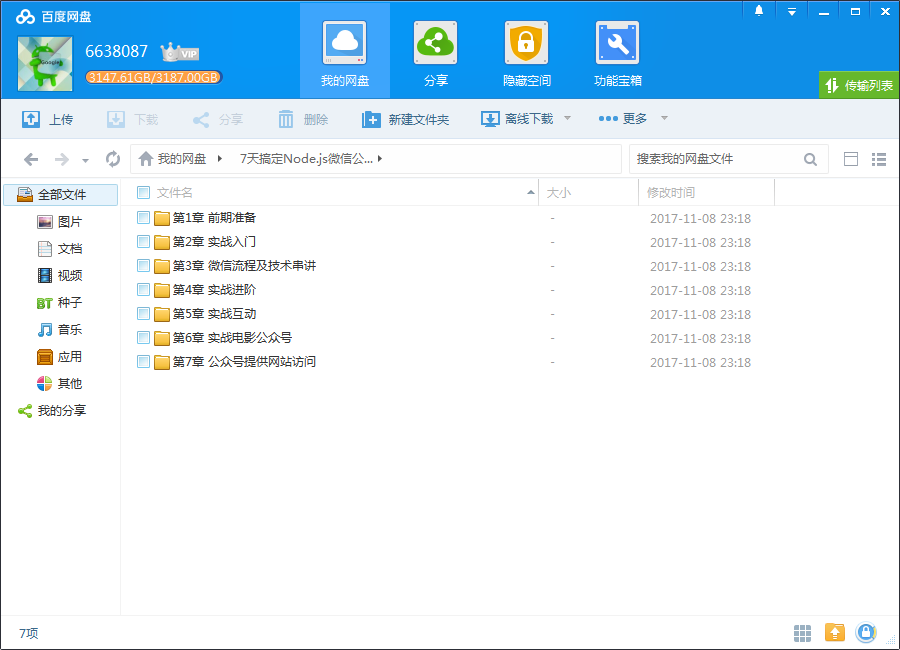 百度网盘
6638087 VIP
3147.61GB/3187.00GB
Google
我的网盘 分享 隐藏空间 功能宝箱
传输列表
上传 下载 分享 删除 新建文件夹 离线下载 更多
我的网盘 7天搞定Node.js微信公... 搜索我的网盘文件
全部文件
图片
文档
视频
BT 种子
音乐
应用
其他
我的分享
文件名 大小 修改时间
第1章 前期准备 - 2017-11-08 23:18
第2章 实战入门 - 2017-11-08 23:18
第3章 微信流程及技术串讲 - 2017-11-08 23:18
第4章 实战进阶 - 2017-11-08 23:18
第5章 实战互动 - 2017-11-08 23:18
第6章 实战电影公众号 - 2017-11-08 23:18
第7章 公众号提供网站访问 - 2017-11-08 23:18
7项